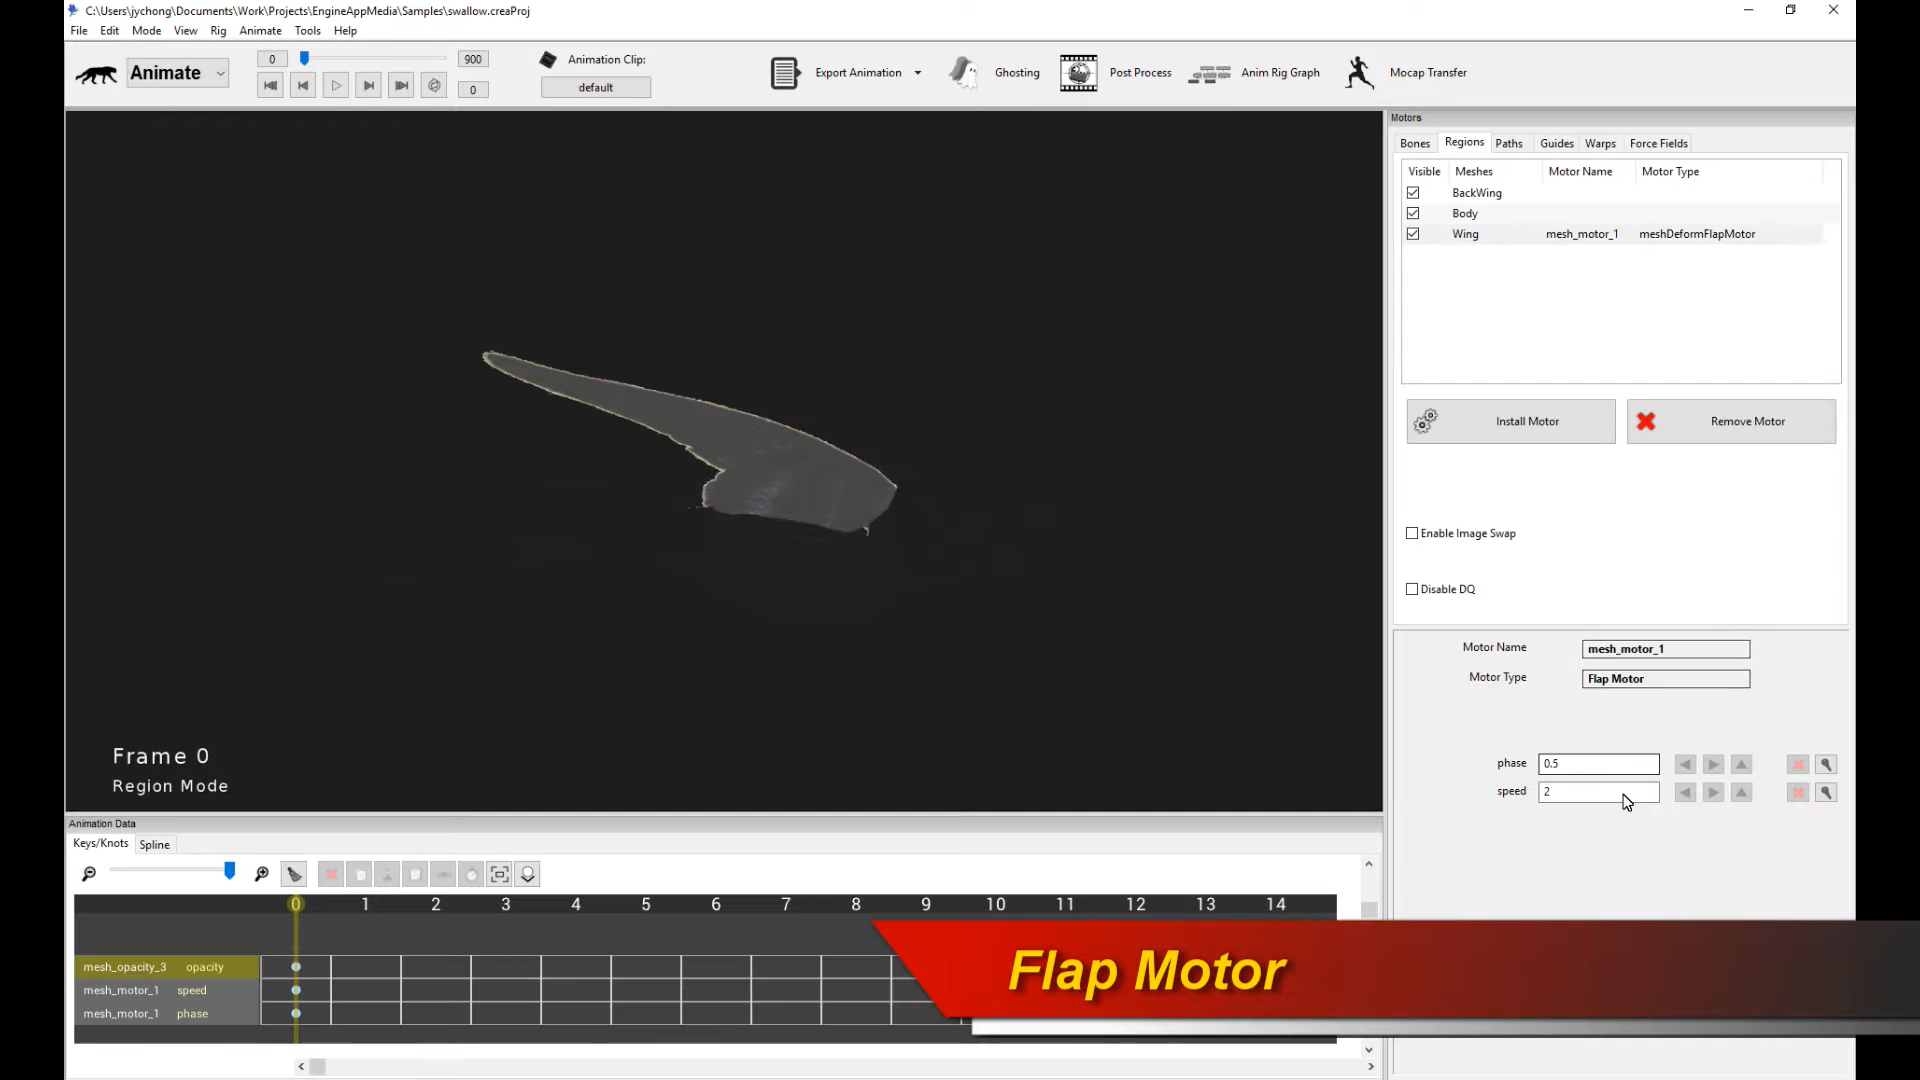 C:\Users\jychong\Documents\Work\Projects\EngineAppMedia\Samples\swallow.creaProj
File Edit Mode View Rig Animate Tools Help
Animate
0
900
0
Animation Clip:
default
Export Animation
Ghosting
Post Process
Anim Rig Graph
Mocap Transfer
Motors
Bones Regions Paths Guides Warps Force Fields
Visible Meshes Motor Name Motor Type
BackWing
Body
Wing mesh_motor_1 meshDeformFlapMotor
Install Motor
Remove Motor
Enable Image Swap
Disable DQ
Motor Name mesh_motor_1
Motor Type Flap Motor
phase 0.5
speed 2
Frame 0
Region Mode
Animation Data
Keys/Knots Spline
0 1 2 3 4 5 6 7 8 9 10 11 12 13 14
mesh_opacity_3 opacity
mesh_motor_1 speed
mesh_motor_1 phase
Flap Motor